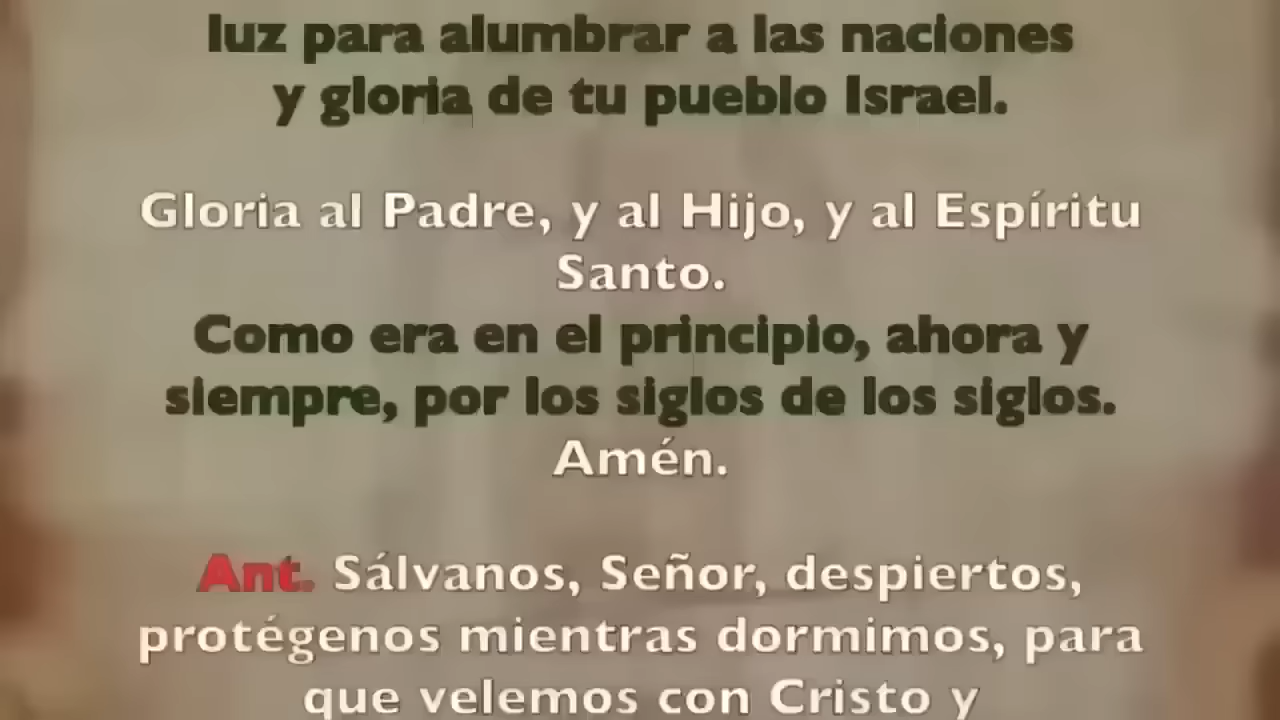 luz para alumbrar a las naciones
y gloria de tu pueblo Israel.
Gloria al Padre, y al Hijo, y al Espíritu
Santo.
Como era en el principio, ahora y
siempre, por los siglos de los siglos.
Amén.
Ant. Sálvanos, Señor, despiertos,
protégenos mientras dormimos, para
que velemos con Cristo y